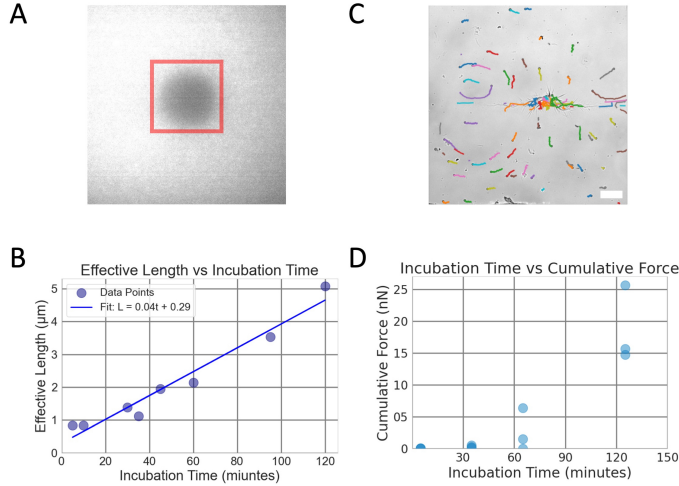 A
C
B
Effective Length vs Incubation Time
Effective Length (μm)
5
4
3
2
1
0
Data Points
Fit: L = 0.04t + 0.29
0 20 40 60 80 100 120
Incubation Time (miuntes)
D
Incubation Time vs Cumulative Force
Cumulative Force (nN)
25
20
15
10
05
0
0 30 60 90 120 150
Incubation Time (minutes)